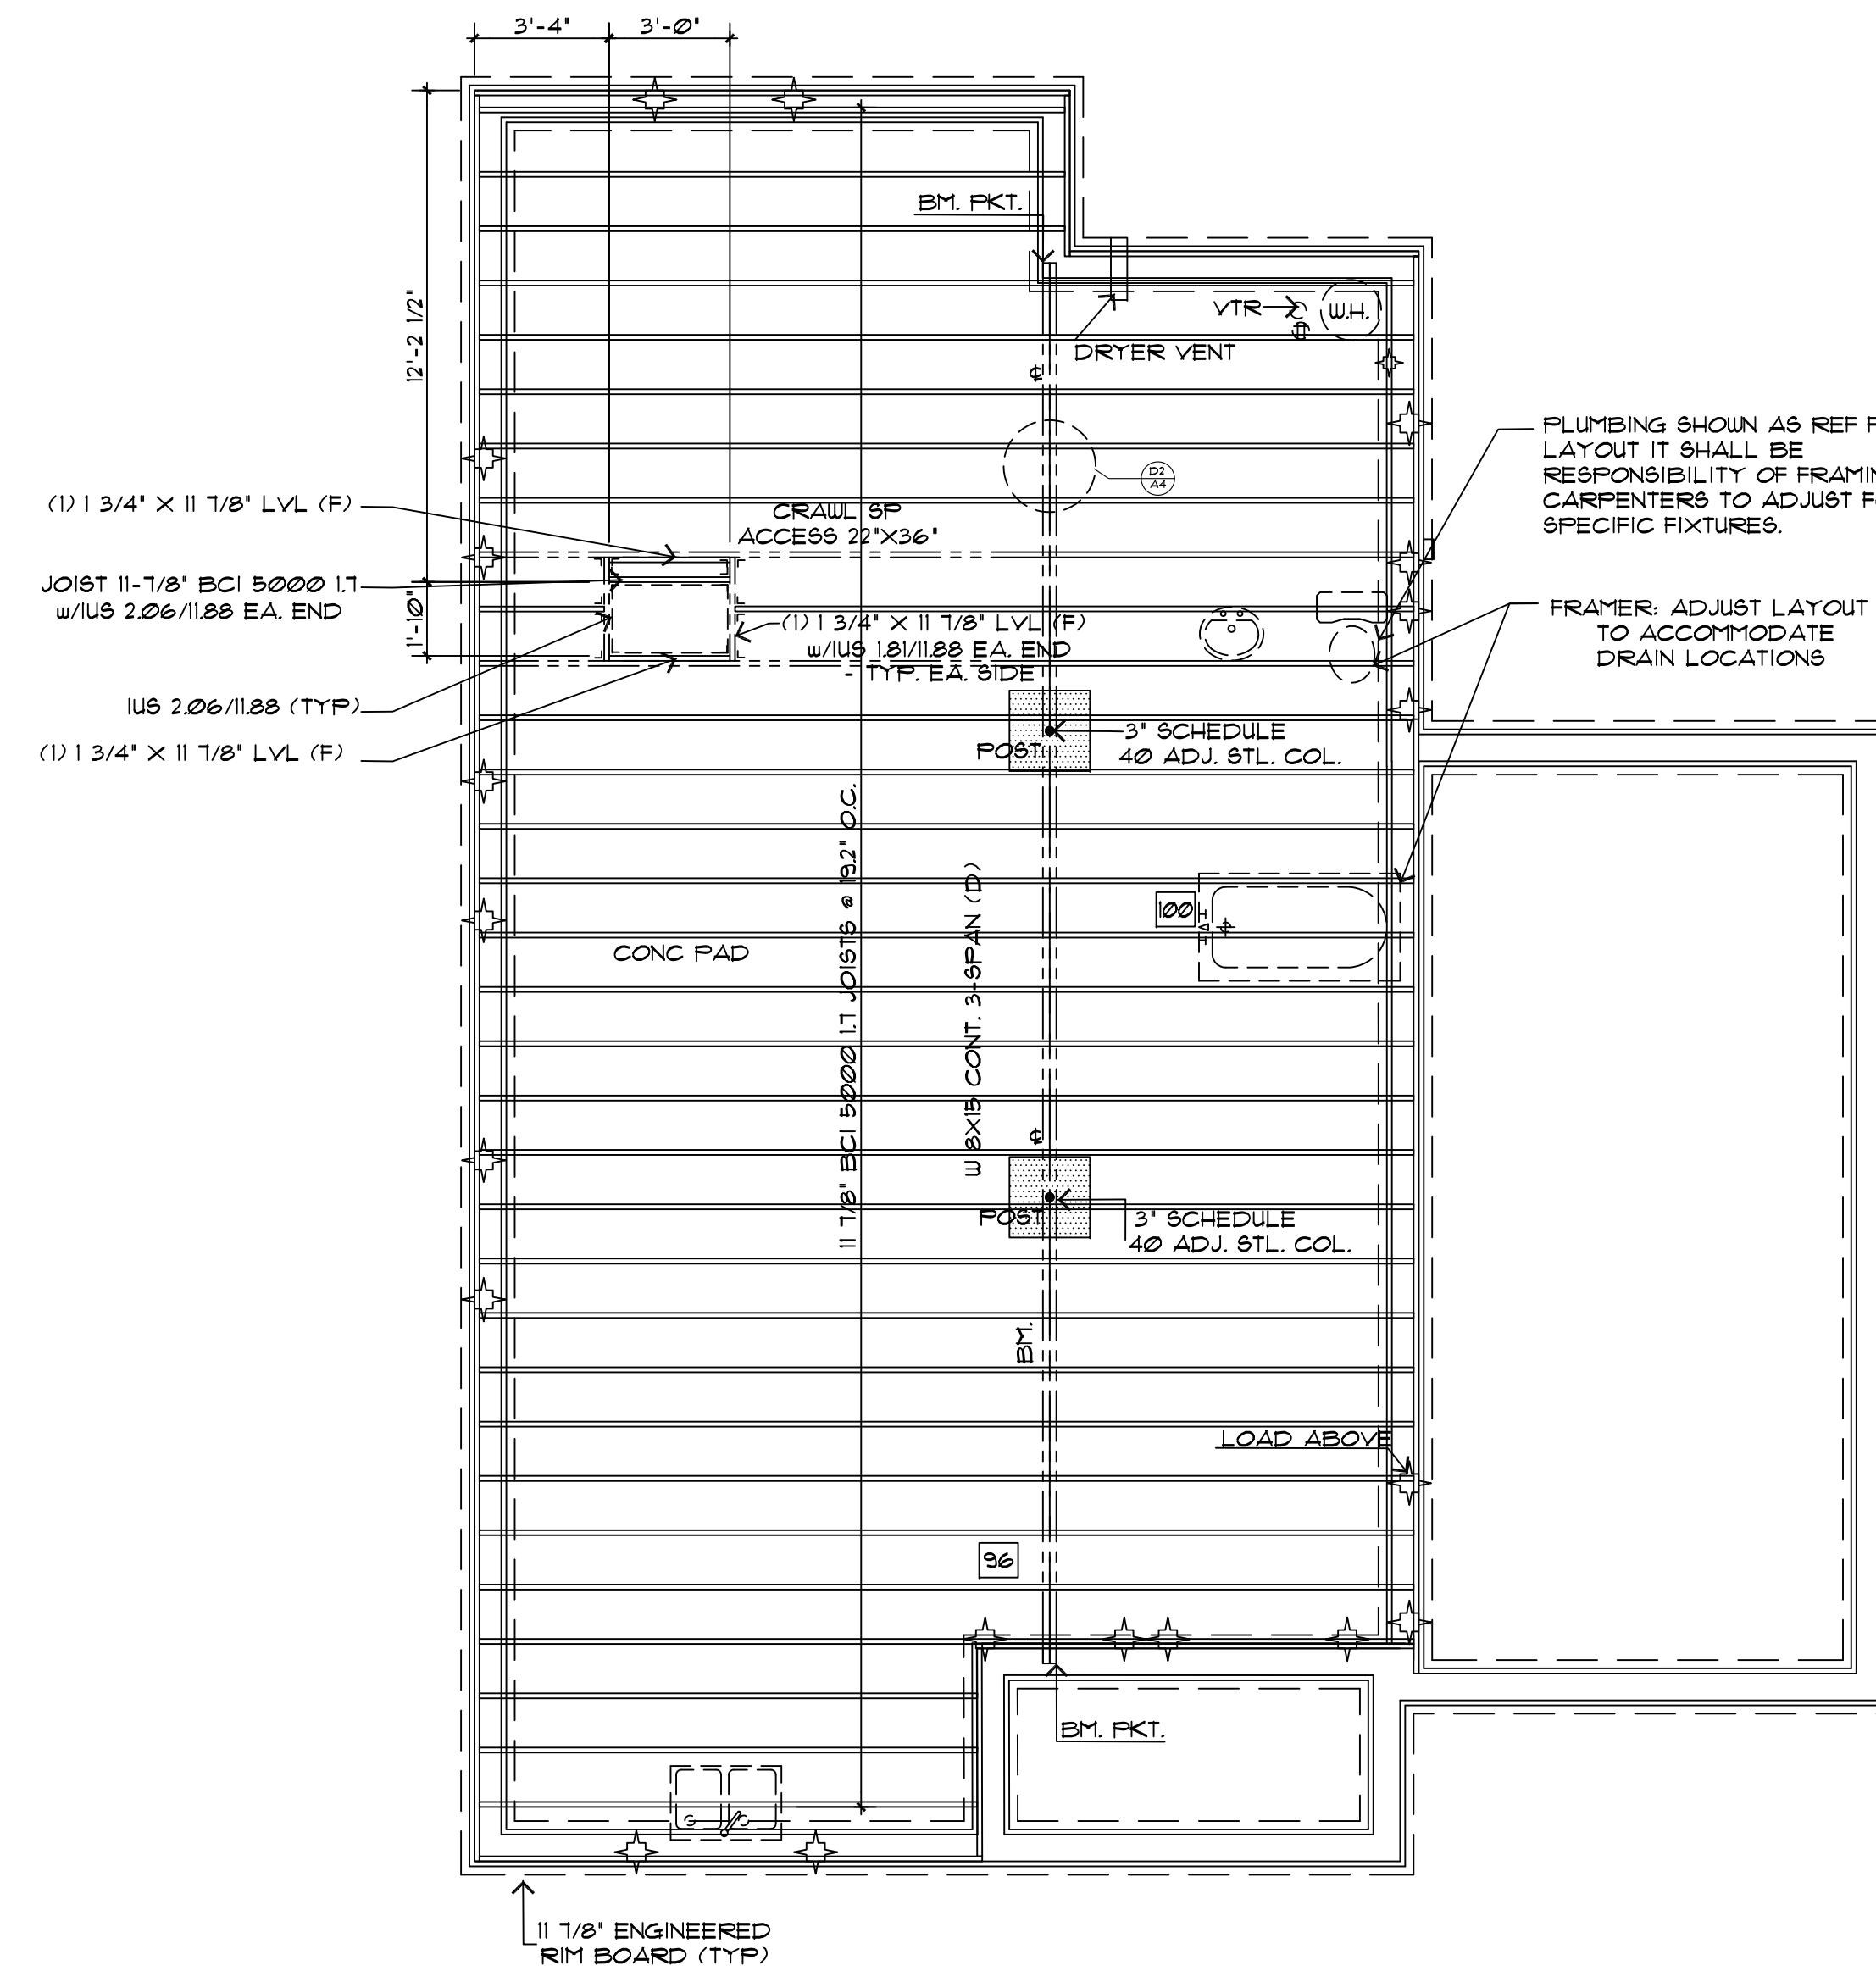 3'-4"
3'-0"
12'-2 1/2"
1'-10"
BM. PKT.
VTR
W.H.
DRYER VENT
D2
A4
PLUMBING SHOWN AS REF
LAYOUT IT SHALL BE
RESPONSIBILITY OF
CARPENTERS TO ADJUST
SPECIFIC FIXTURES.
(1) 1 3/4" X 11 7/8" LVL (F)
CRAWL SP
ACCESS 22"X36"
JOIST 11-7/8" BCI 5000 1.7
w/IUS 2.06/11.88 EA. END
(1) 1 3/4" X 11 7/8" LVL (F)
w/IUS 1.81/11.88 EA. END
- TYP. EA. SIDE
FRAMER: ADJUST LAYOUT
TO ACCOMMODATE
DRAIN LOCATIONS
IUS 2.06/11.88 (TYP)
(1) 1 3/4" X 11 7/8" LVL (F)
POST
3" SCHEDULE
40 ADJ. STL. COL.
11 7/8" BCI 5000 1.7 JOISTS @ 19.2" O.C.
W 8X15 CONT. 3-SPAN (D)
100
CONC PAD
POST
3" SCHEDULE
40 ADJ. STL. COL.
BM.
LOAD ABOVE
96
BM. PKT.
11 7/8" ENGINEERED
RIM BOARD (TYP)